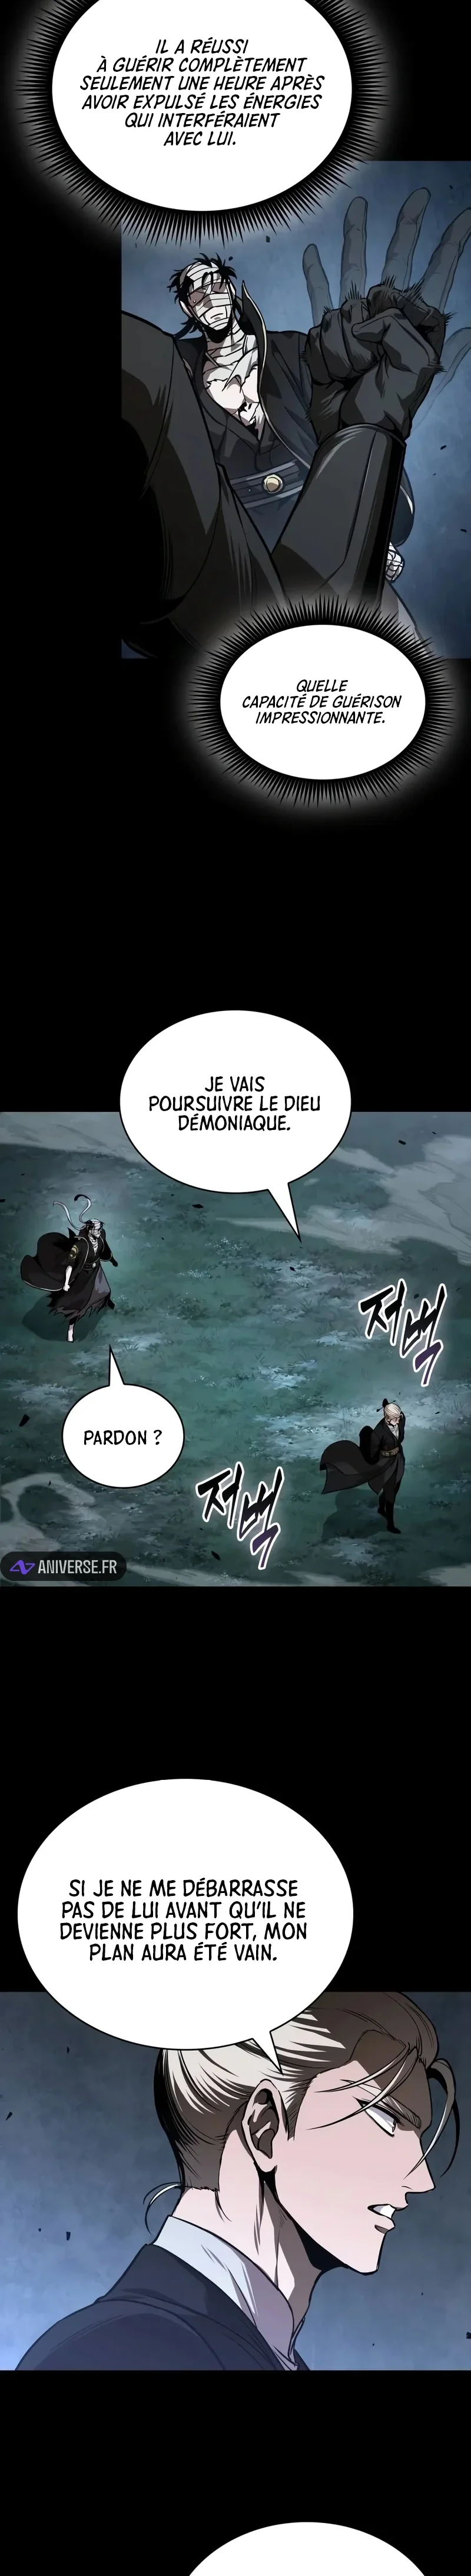 IL A RÉUSSI
À GUÉRIR COMPLÈTEMENT
SEULEMENT UNE HEURE APRÈS
AVOIR EXPULSÉ LES ÉNERGIES
QUI INTERFÉRAIENT
AVEC LUI.
QUELLE
CAPACITÉ DE GUÉRISON
IMPRESSIONNANTE.
JE VAIS
POURSUIVRE LE DIEU
DÉMONIAQUE.
저벅
PARDON ?
저벅
ANIVERSE.FR
SI JE NE ME DÉBARRASSE
PAS DE LUI AVANT QU'IL NE
DEVIENNE PLUS FORT, MON
PLAN AURA ÉTÉ VAIN.